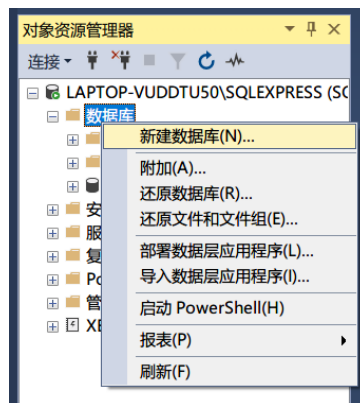 对象资源管理器
连接
LAPTOP-VUDDTU50\SQLEXPRESS (SC
数据库
新建数据库(N)...
附加(A)...
还原数据库(R)...
还原文件和文件组(E)...
部署数据层应用程序(L)...
导入数据层应用程序(I)...
启动 PowerShell(H)
报表(P)
刷新(F)
安
服
复
Po
管
XE